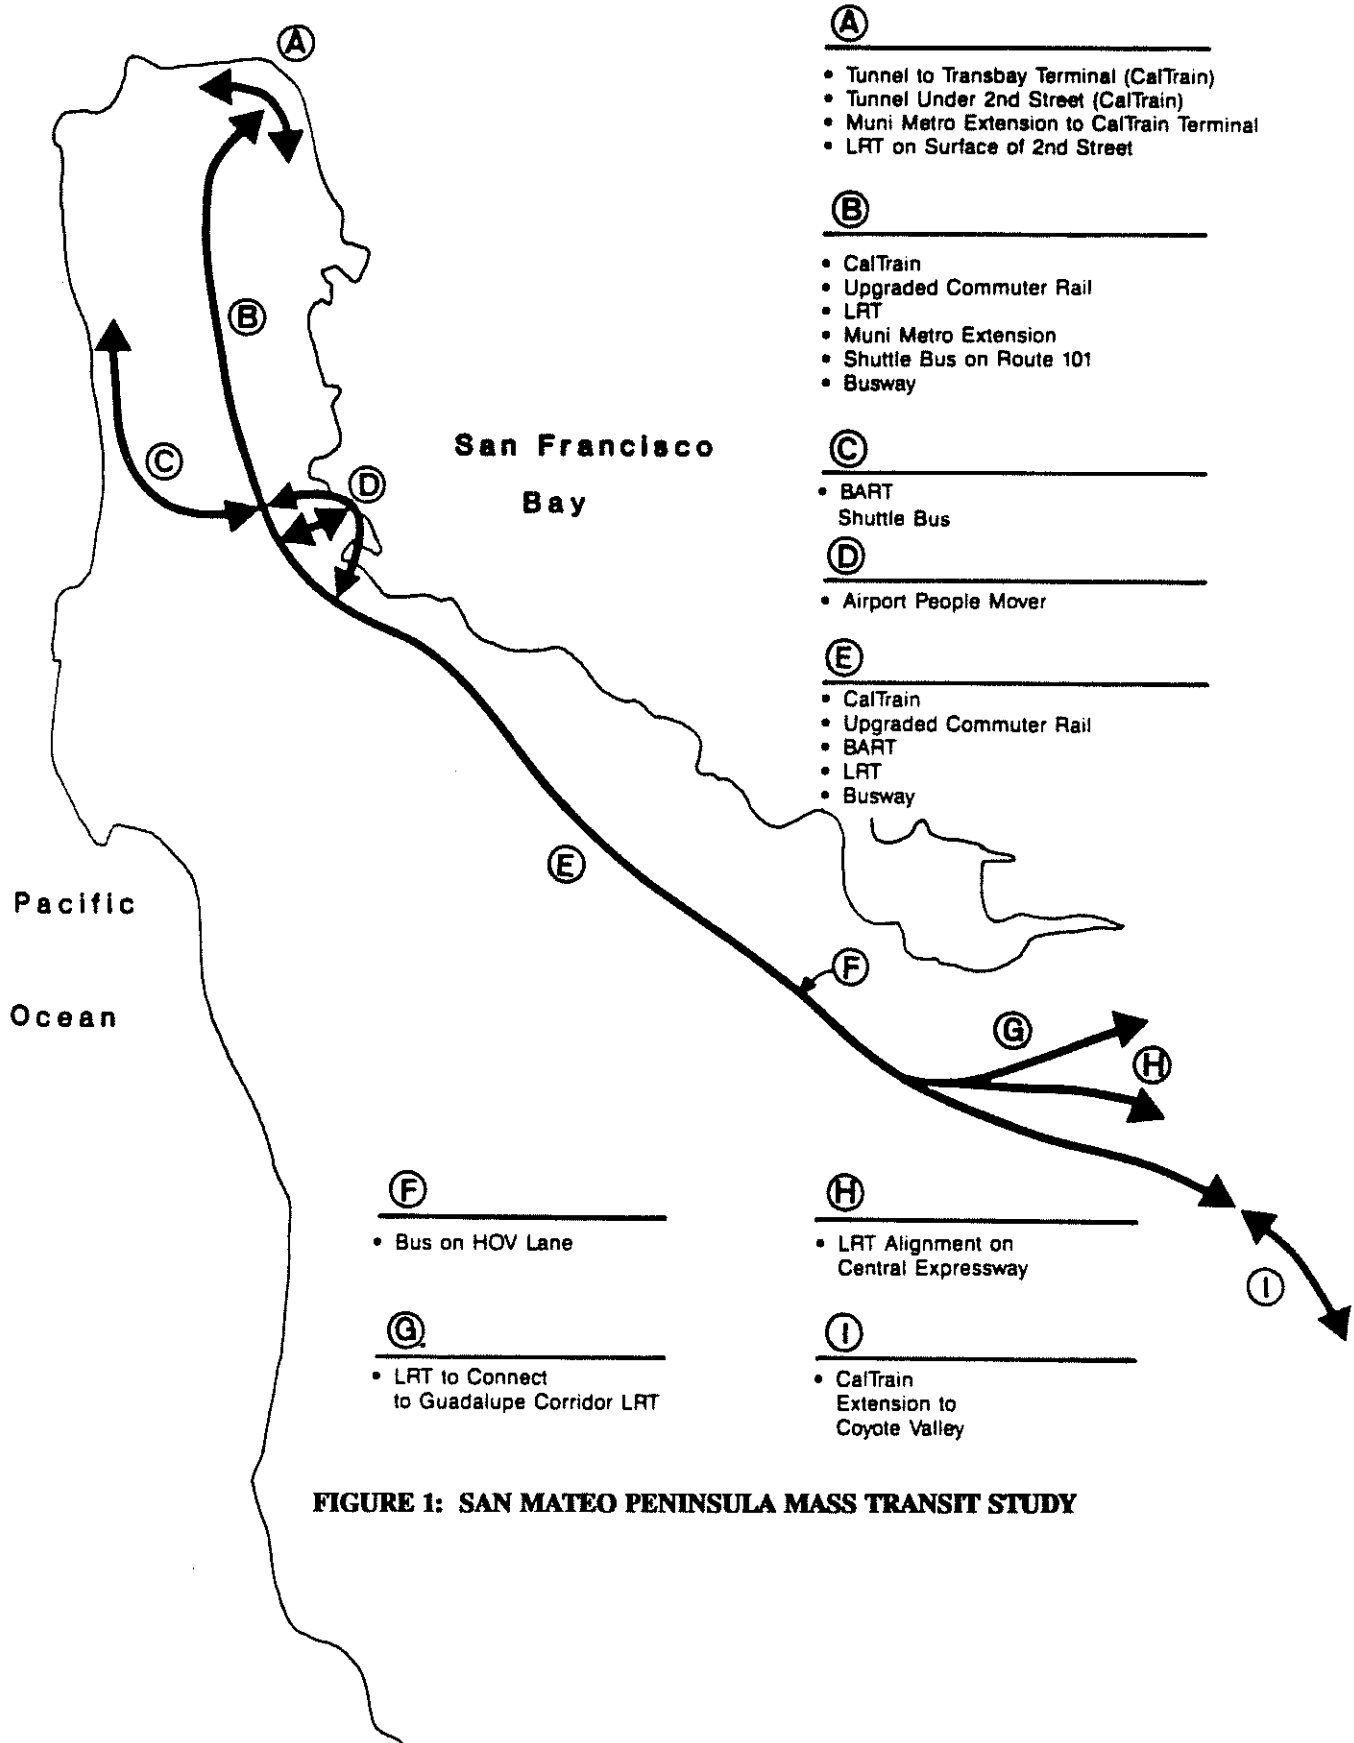 Ⓐ
Ⓐ
• Tunnel to Transbay Terminal (CalTrain)
• Tunnel Under 2nd Street (CalTrain)
• Muni Metro Extension to CalTrain Terminal
• LRT on Surface of 2nd Street
Ⓑ
• CalTrain
• Upgraded Commuter Rail
• LRT
• Muni Metro Extension
• Shuttle Bus on Route 101
• Busway
Ⓑ
Ⓒ
• BART
Shuttle Bus
Ⓒ
San Francisco
Bay
Ⓓ
Ⓓ
• Airport People Mover
Ⓔ
• CalTrain
• Upgraded Commuter Rail
• BART
• LRT
• Busway
Ⓔ
Pacific
Ocean
Ⓕ
Ⓖ
Ⓗ
Ⓕ
• Bus on HOV Lane
Ⓗ
• LRT Alignment on
Central Expressway
Ⓘ
Ⓖ
• LRT to Connect
to Guadalupe Corridor LRT
Ⓘ
• CalTrain
Extension to
Coyote Valley
FIGURE 1: SAN MATEO PENINSULA MASS TRANSIT STUDY